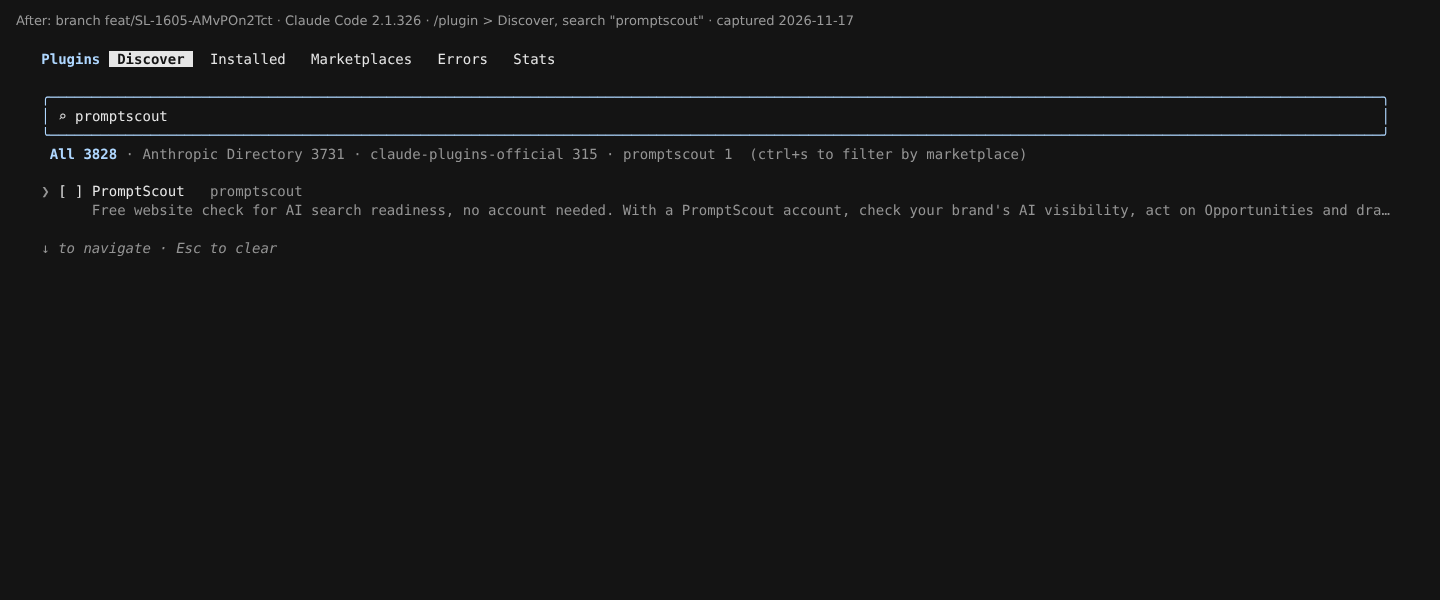 After: branch feat/SL-1605-AMvPOn2Tct · Claude Code 2.1.326 · /plugin > Discover, search "promptscout" · captured 2026-11-17
Plugins Discover Installed Marketplaces Errors Stats
⌕ promptscout
All 3828 · Anthropic Directory 3731 · claude-plugins-official 315 · promptscout 1 (ctrl+s to filter by marketplace)
❯ [ ] PromptScout promptscout
Free website check for AI search readiness, no account needed. With a PromptScout account, check your brand's AI visibility, act on Opportunities and dra…
↓ to navigate · Esc to clear